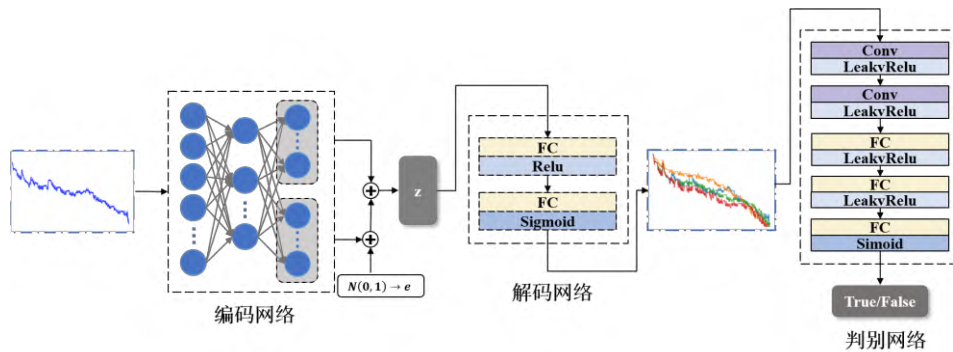 N(0,1) → e
编码网络
z
FC
Relu
FC
Sigmoid
解码网络
Conv
LeakyRelu
Conv
LeakyRelu
FC
LeakyRelu
FC
LeakyRelu
FC
Simoid
True/False
判别网络